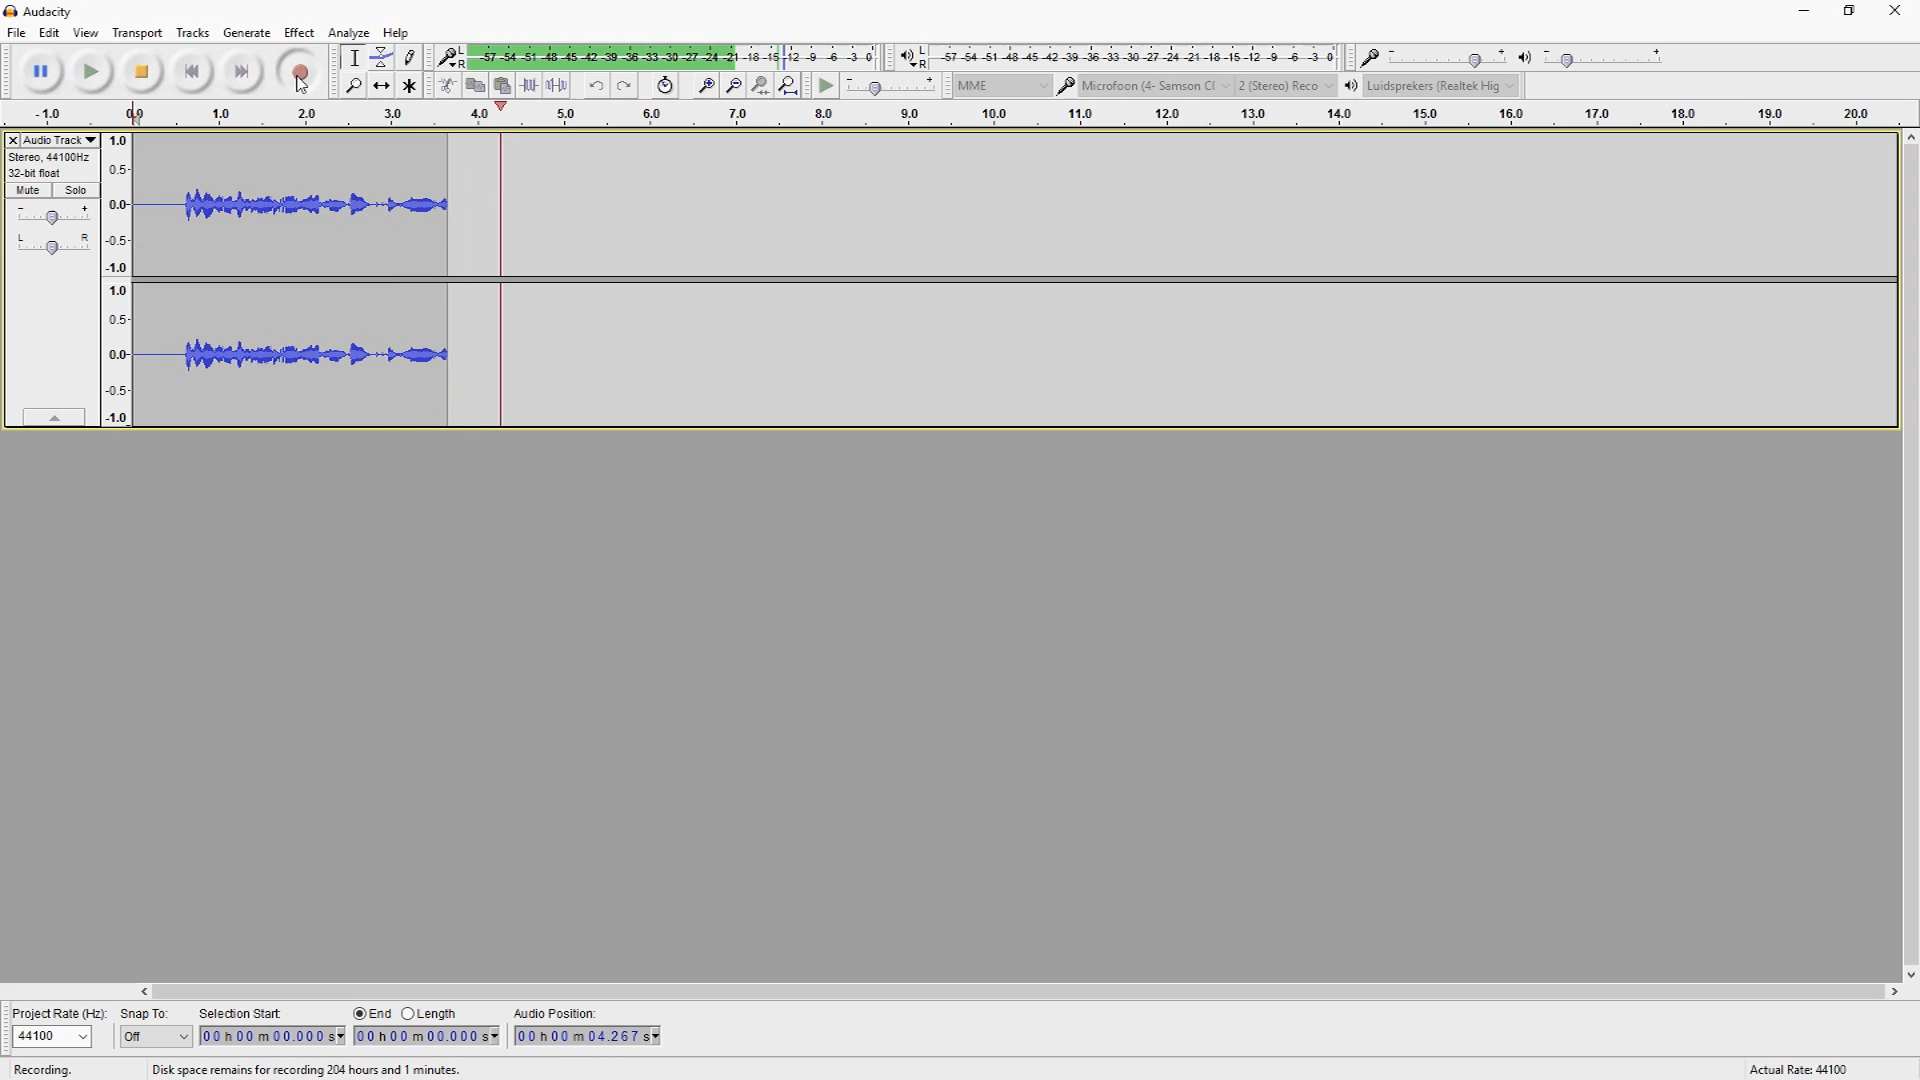 Audacity
File Edit View Transport Tracks Generate Effect Analyze Help
L R -57 -54 -51 -48 -45 -42 -39 -36 -33 -30 -27 -24 -21 -18 -15 -12 -9 -6 -3 0 L R -57 -54 -51 -48 -45 -42 -39 -36 -33 -30 -27 -24 -21 -18 -15 -12 -9 -6 -3 0 - + - +
- + MME Microfoon (4- Samson C( 2 (Stereo) Reco Luidsprekers (Realtek Hig
-1.0 0.0 1.0 2.0 3.0 4.0 5.0 6.0 7.0 8.0 9.0 10.0 11.0 12.0 13.0 14.0 15.0 16.0 17.0 18.0 19.0 20.0
Audio Track 1.0
Stereo, 44100Hz
32-bit float 0.5
Mute Solo
- + 0.0
L R -0.5
-1.0
1.0
0.5
0.0
-0.5
-1.0
Project Rate (Hz): Snap To: Selection Start: End Length Audio Position:
44100 Off 00 h 00 m 00.000 s 00 h 00 m 00.000 s 00 h 00 m 04.267 s
Recording. Disk space remains for recording 204 hours and 1 minutes. Actual Rate: 44100